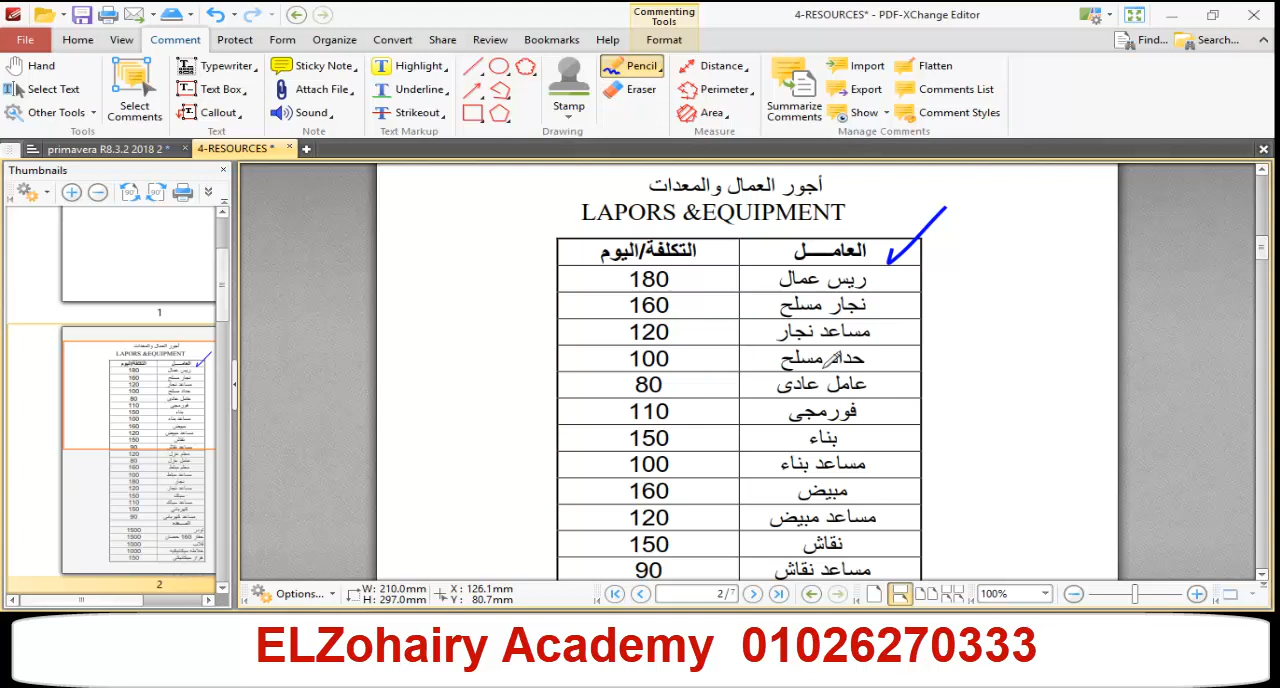 Commenting Tools
4-RESOURCES* - PDF-XChange Editor
File Home View Comment Protect Form Organize Convert Share Review Bookmarks Help Format Find... Search...
Hand Select Text Other Tools Select Comments Typewriter Text Box Callout Sticky Note Attach File Sound Highlight Underline Strikeout Stamp Pencil Eraser Distance Perimeter Area Summarize Comments Import Export Show Flatten Comments List Comment Styles
Tools Text Note Text Markup Drawing Measure Manage Comments
primavera R8.3.2 2018 2 * 4-RESOURCES *
Thumbnails
1
2
أجور العمال والمعدات
LAPORS &EQUIPMENT
العامـــــل التكلفة/اليوم
ريس عمال 180
نجار مسلح 160
مساعد نجار 120
حداد مسلح 100
عامل عادى 80
فورمجى 110
بناء 150
مساعد بناء 100
مبيض 160
مساعد مبيض 120
نقاش 150
مساعد نقاش 90
Options... W: 210.0mm H: 297.0mm X: 126.1mm Y: 80.7mm 2/7 100%
ELZohairy Academy 01026270333